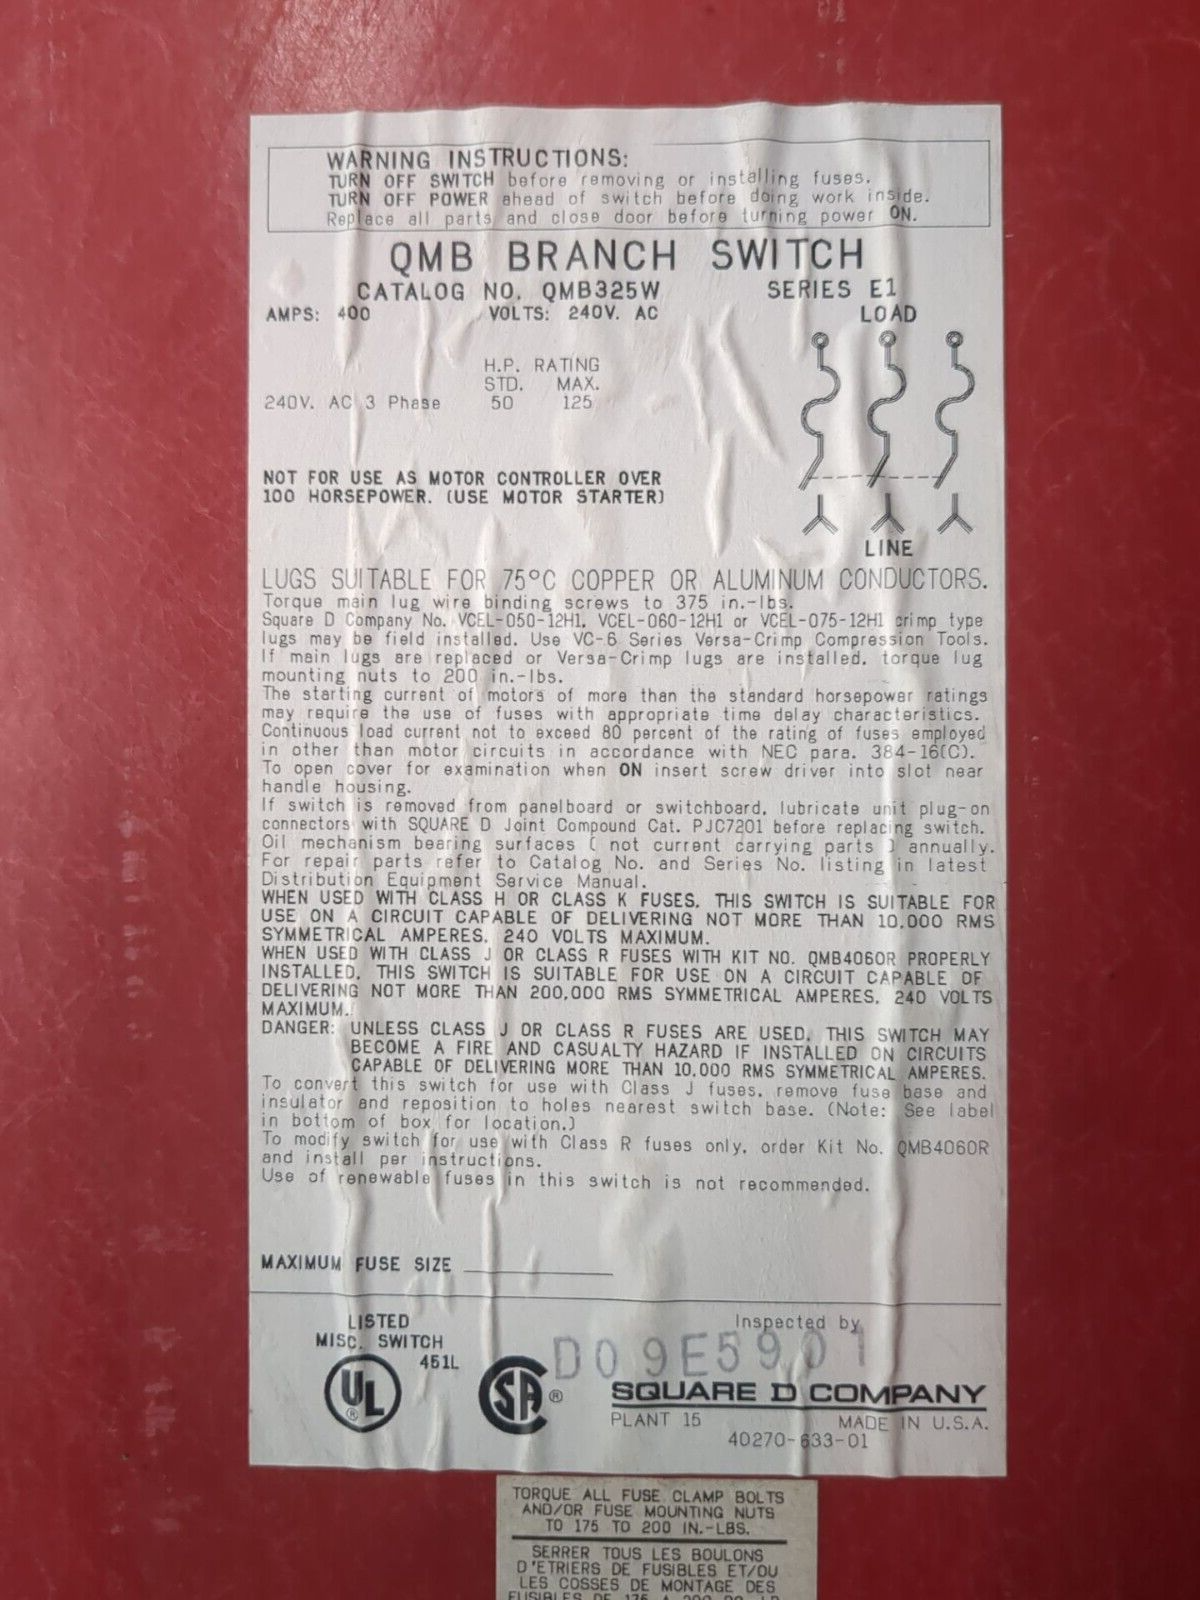 WARNING INSTRUCTIONS:
TURN OFF SWITCH before removing or installing fuses.
TURN OFF POWER ahead of switch before doing work inside.
Replace all parts and close door before turning power ON.
QMB BRANCH SWITCH
CATALOG NO. QMB325W SERIES E1
AMPS: 400 VOLTS: 240V. AC LOAD
H.P. RATING
STD. MAX.
240V. AC 3 Phase 50 125
NOT FOR USE AS MOTOR CONTROLLER OVER
100 HORSEPOWER. (USE MOTOR STARTER)
LINE
LUGS SUITABLE FOR 75°C COPPER OR ALUMINUM CONDUCTORS.
Torque main lug wire binding screws to 375 in.-lbs.
Square D Company No. VCEL-050-12H1, VCEL-060-12H1 or VCEL-075-12H1 crimp type
lugs may be field installed. Use VC-6 Series Versa-Crimp Compression Tools.
If main lugs are replaced or Versa-Crimp lugs are installed, torque lug
mounting nuts to 200 in.-lbs.
The starting current of motors of more than the standard horsepower ratings
may require the use of fuses with appropriate time delay characteristics.
Continuous load current not to exceed 80 percent of the rating of fuses employed
in other than motor circuits in accordance with NEC para. 384-16(C).
To open cover for examination when ON insert screw driver into slot near
handle housing.
If switch is removed from panelboard or switchboard, lubricate unit plug-on
connectors with SQUARE D Joint Compound Cat. PJC7201 before replacing switch.
Oil mechanism bearing surfaces ( not current carrying parts ) annually.
For repair parts refer to Catalog No. and Series No. listing in latest
Distribution Equipment Service Manual.
WHEN USED WITH CLASS H OR CLASS K FUSES, THIS SWITCH IS SUITABLE FOR
USE ON A CIRCUIT CAPABLE OF DELIVERING NOT MORE THAN 10,000 RMS
SYMMETRICAL AMPERES, 240 VOLTS MAXIMUM.
WHEN USED WITH CLASS J OR CLASS R FUSES WITH KIT NO. QMB4060R PROPERLY
INSTALLED, THIS SWITCH IS SUITABLE FOR USE ON A CIRCUIT CAPABLE OF
DELIVERING NOT MORE THAN 200,000 RMS SYMMETRICAL AMPERES, 240 VOLTS
MAXIMUM.
DANGER: UNLESS CLASS J OR CLASS R FUSES ARE USED, THIS SWITCH MAY
BECOME A FIRE AND CASUALTY HAZARD IF INSTALLED ON CIRCUITS
CAPABLE OF DELIVERING MORE THAN 10,000 RMS SYMMETRICAL AMPERES.
To convert this switch for use with Class J fuses, remove fuse base and
insulator and reposition to holes nearest switch base. (Note: See label
in bottom of box for location.)
To modify switch for use with Class R fuses only, order Kit No. QMB4060R
and install per instructions.
Use of renewable fuses in this switch is not recommended.
MAXIMUM FUSE SIZE
LISTED
MISC. SWITCH
451L
UL ®
SA ®
Inspected by
D09E5901
SQUARE D COMPANY
PLANT 15 MADE IN U.S.A.
40270-633-01
TORQUE ALL FUSE CLAMP BOLTS
AND/OR FUSE MOUNTING NUTS
TO 175 TO 200 IN.-LBS.
SERRER TOUS LES BOULONS
D'ETRIERS DE FUSIBLES ET/OU
LES COSSES DE MONTAGE DES
FUSIBLES DE 175 A 200